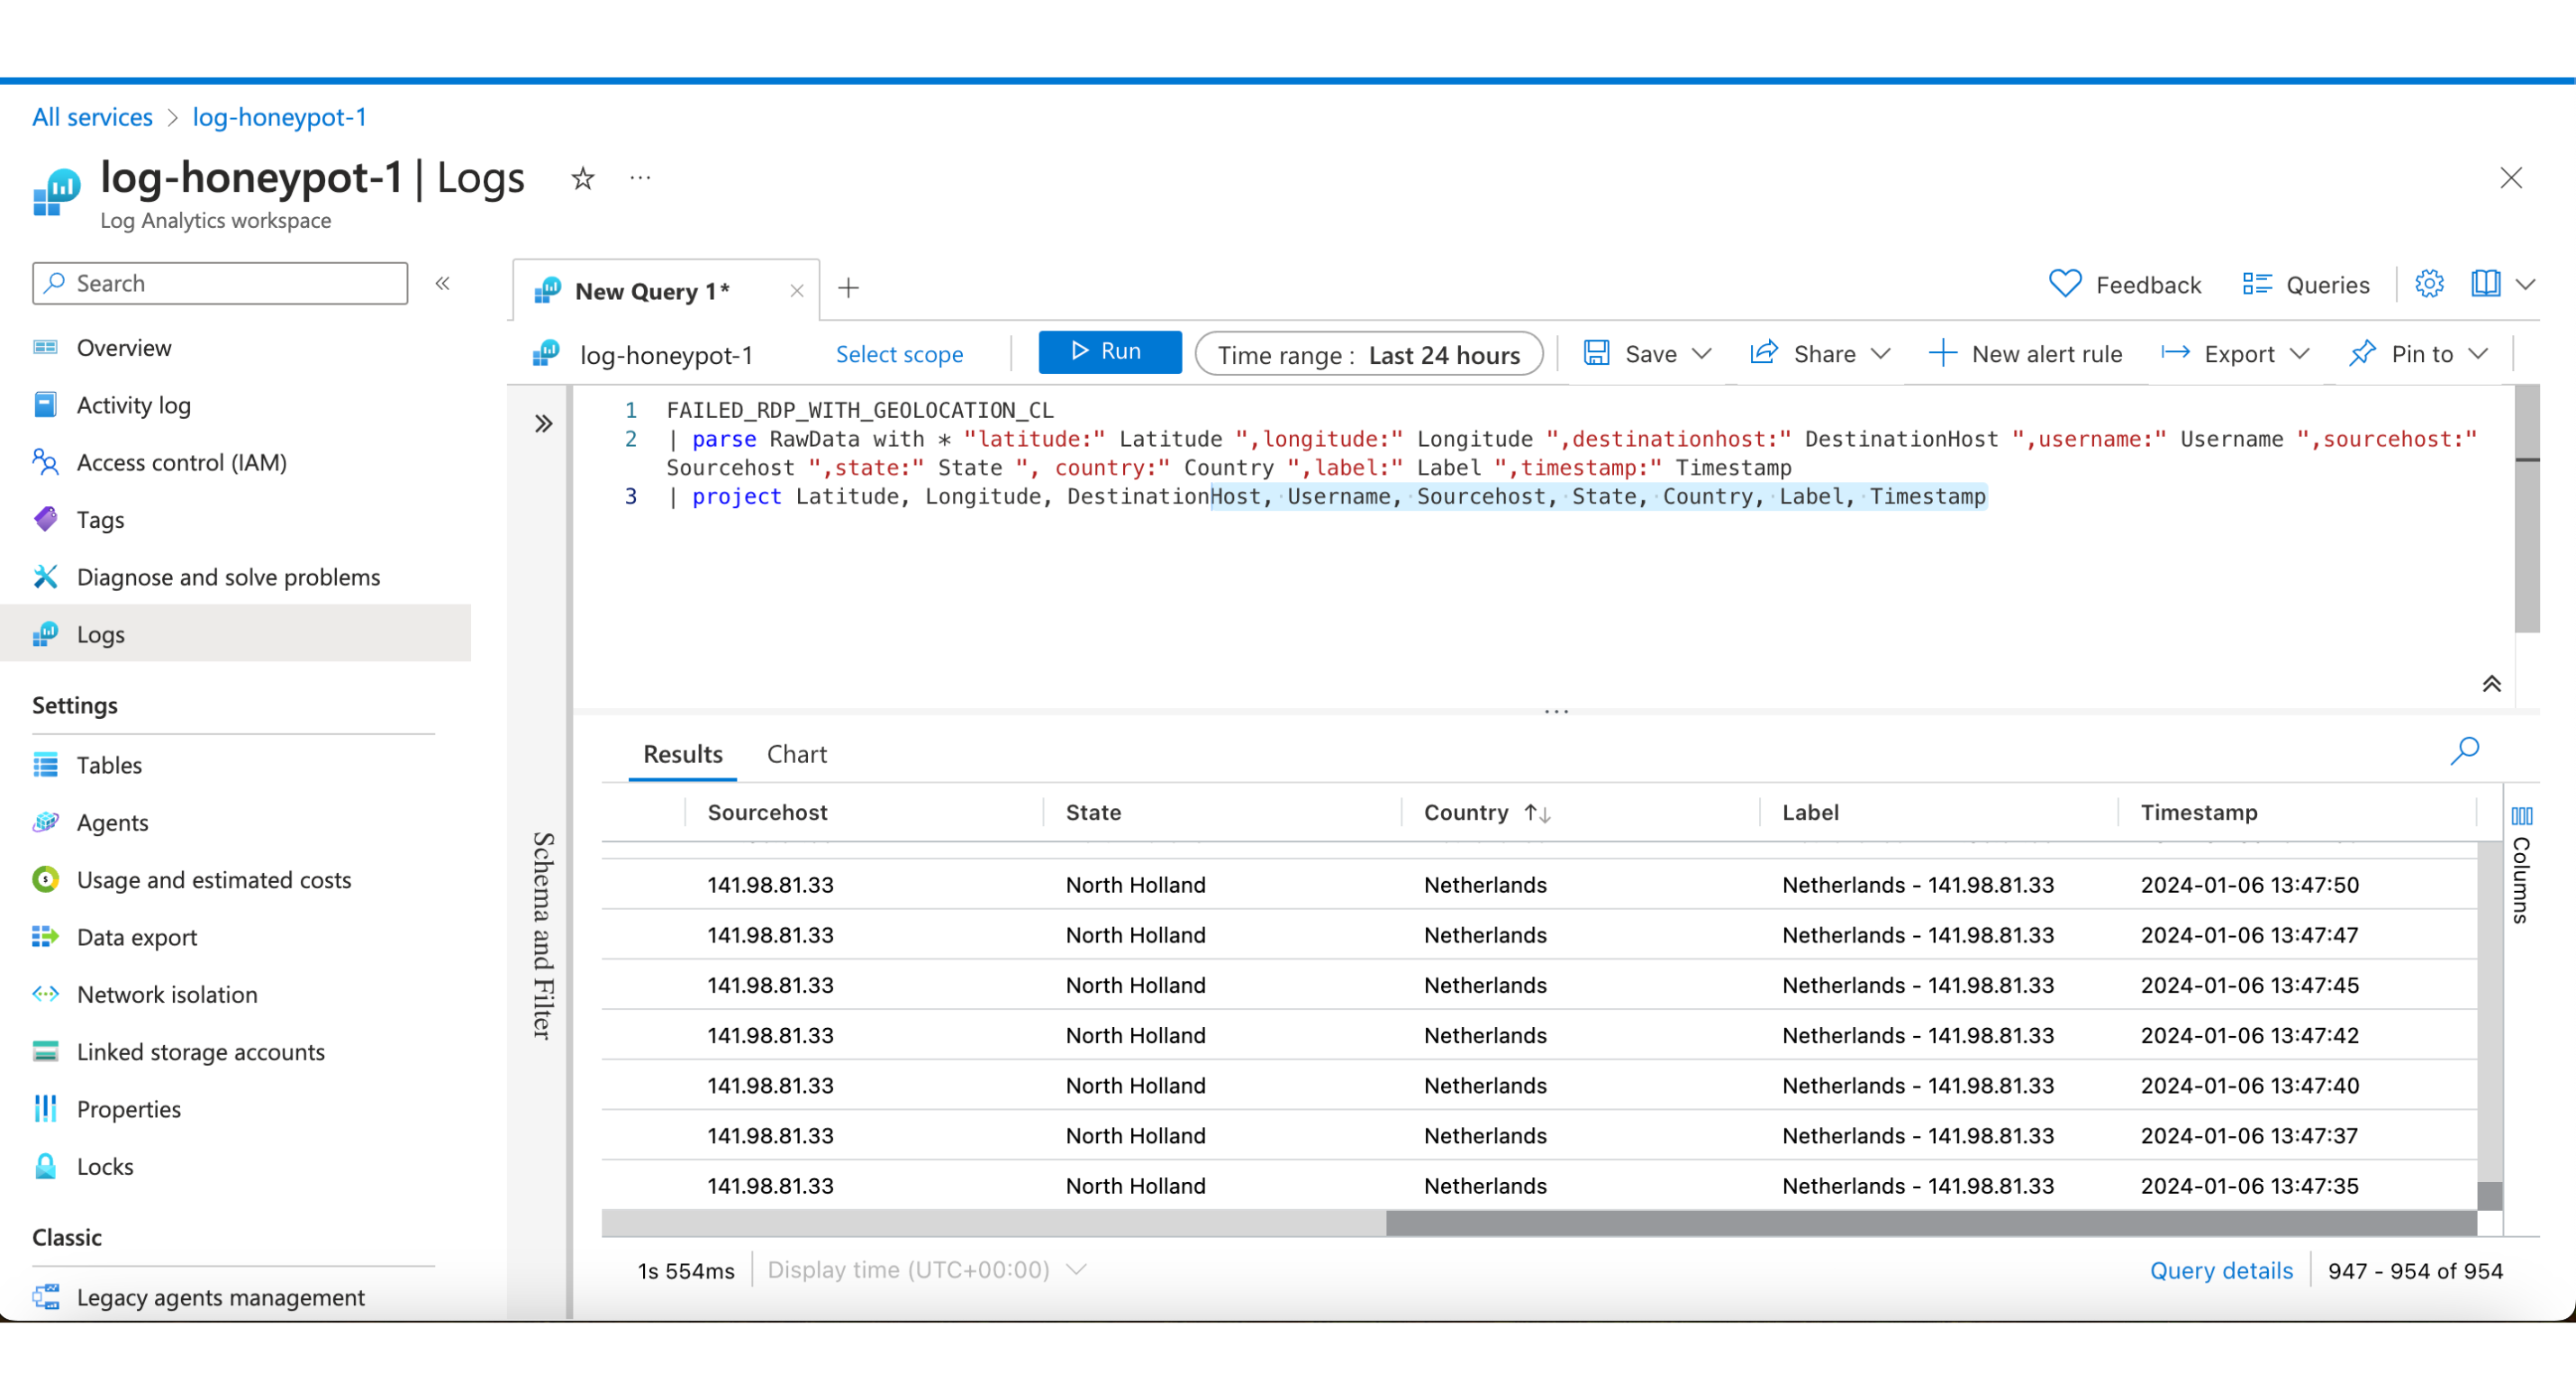 All services > log-honeypot-1
log-honeypot-1 | Logs
Log Analytics workspace
Search
Overview
Activity log
Access control (IAM)
Tags
Diagnose and solve problems
Logs
Settings
Tables
Agents
Usage and estimated costs
Data export
Network isolation
Linked storage accounts
Properties
Locks
Classic
Legacy agents management
New Query 1*
Feedback
Queries
log-honeypot-1
Select scope
Run
Time range : Last 24 hours
Save
Share
New alert rule
Export
Pin to
Schema and Filter
1 FAILED_RDP_WITH_GEOLOCATION_CL
2 | parse RawData with * "latitude:" Latitude ",longitude:" Longitude ",destinationhost:" DestinationHost ",username:" Username ",sourcehost:"
Sourcehost ",state:" State ", country:" Country ",label:" Label ",timestamp:" Timestamp
3 | project Latitude, Longitude, DestinationHost, Username, Sourcehost, State, Country, Label, Timestamp
Results Chart
Sourcehost State Country Label Timestamp
141.98.81.33 North Holland Netherlands Netherlands - 141.98.81.33 2024-01-06 13:47:50
141.98.81.33 North Holland Netherlands Netherlands - 141.98.81.33 2024-01-06 13:47:47
141.98.81.33 North Holland Netherlands Netherlands - 141.98.81.33 2024-01-06 13:47:45
141.98.81.33 North Holland Netherlands Netherlands - 141.98.81.33 2024-01-06 13:47:42
141.98.81.33 North Holland Netherlands Netherlands - 141.98.81.33 2024-01-06 13:47:40
141.98.81.33 North Holland Netherlands Netherlands - 141.98.81.33 2024-01-06 13:47:37
141.98.81.33 North Holland Netherlands Netherlands - 141.98.81.33 2024-01-06 13:47:35
Columns
1s 554ms
Display time (UTC+00:00)
Query details
947 - 954 of 954